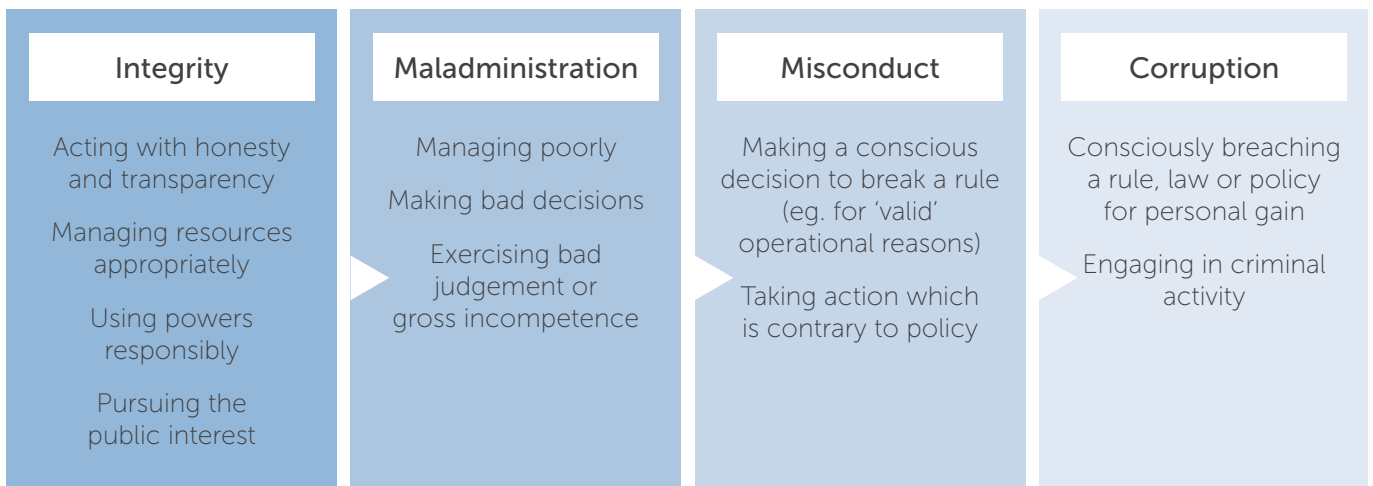 Integrity
Acting with honesty
and transparency
Managing resources
appropriately
Using powers
responsibly
Pursuing the
public interest
Maladministration
Managing poorly
Making bad decisions
Exercising bad
judgement or
gross incompetence
Misconduct
Making a conscious
decision to break a rule
(eg. for ‘valid’
operational reasons)
Taking action which
is contrary to policy
Corruption
Consciously breaching
a rule, law or policy
for personal gain
Engaging in criminal
activity